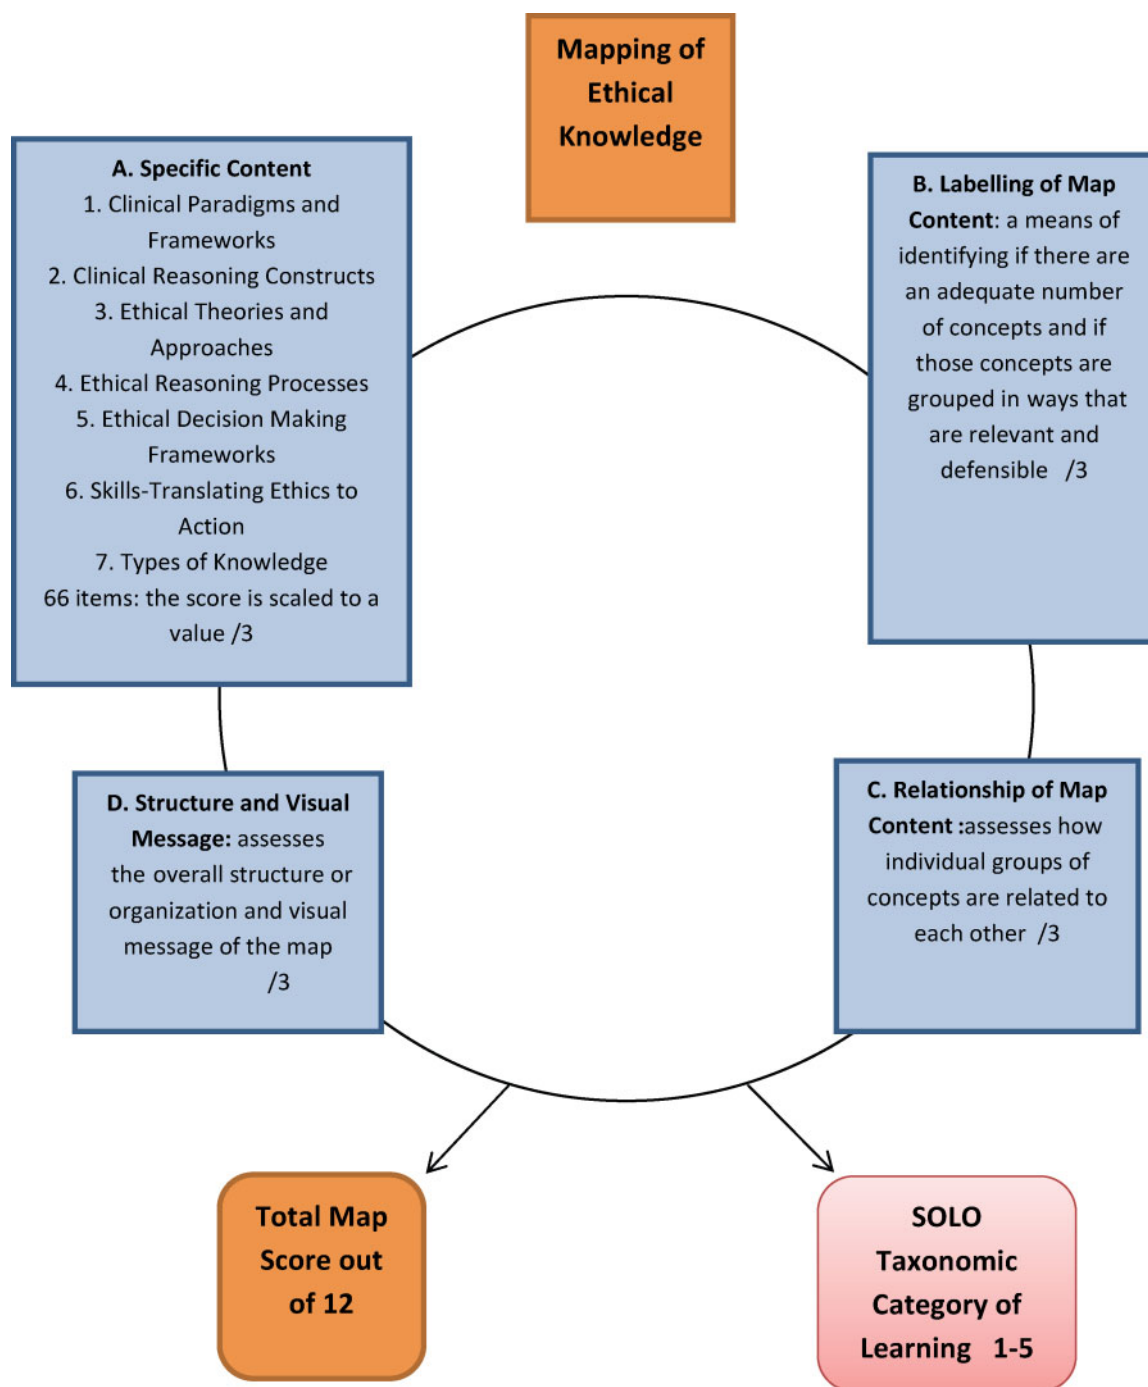 Mapping of
Ethical
Knowledge
A. Specific Content
1. Clinical Paradigms and
Frameworks
2. Clinical Reasoning Constructs
3. Ethical Theories and
Approaches
4. Ethical Reasoning Processes
5. Ethical Decision Making
Frameworks
6. Skills-Translating Ethics to
Action
7. Types of Knowledge
66 items: the score is scaled to a
value /3
B. Labelling of Map
Content: a means of
identifying if there are
an adequate number
of concepts and if
those concepts are
grouped in ways that
are relevant and
defensible /3
D. Structure and Visual
Message: assesses
the overall structure or
organization and visual
message of the map
/3
C. Relationship of Map
Content :assesses how
individual groups of
concepts are related to
each other /3
Total Map
Score out
of 12
SOLO
Taxonomic
Category of
Learning 1-5